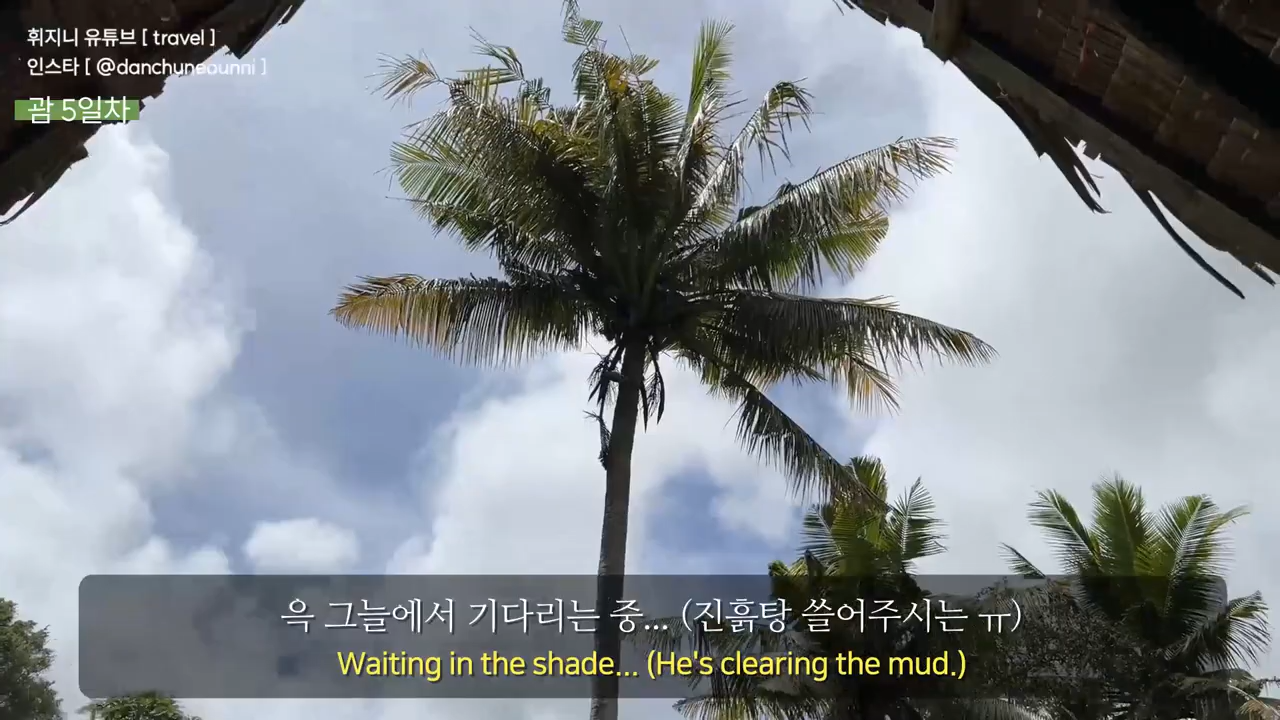 휘지니 유튜브 [ travel ]
인스타 [ @danchuneounni ]
괌 5일차
윽 그늘에서 기다리는 중... (진흙탕 쓸어주시는 ㅠ)
Waiting in the shade... (He's clearing the mud.)